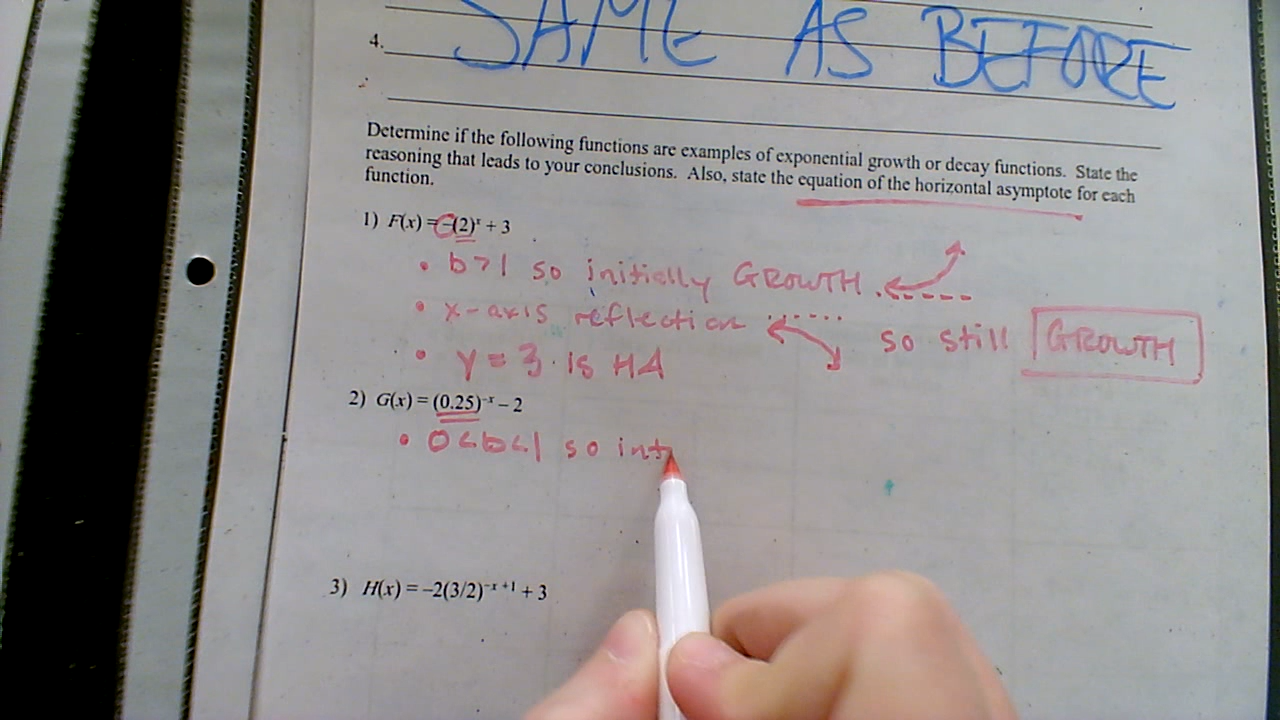 SAME AS BEFORE
4.
Determine if the following functions are examples of exponential growth or decay functions. State the
reasoning that leads to your conclusions. Also, state the equation of the horizontal asymptote for each
function.
1) F(x) = -(2)ˣ + 3
• b>1 so initially GROWTH
• x-axis reflection so still GROWTH
• y = 3 is HA
2) G(x) = (0.25)⁻ˣ – 2
• 0<b<1 so int
3) H(x) = –2(3/2)⁻ˣ⁺¹ + 3